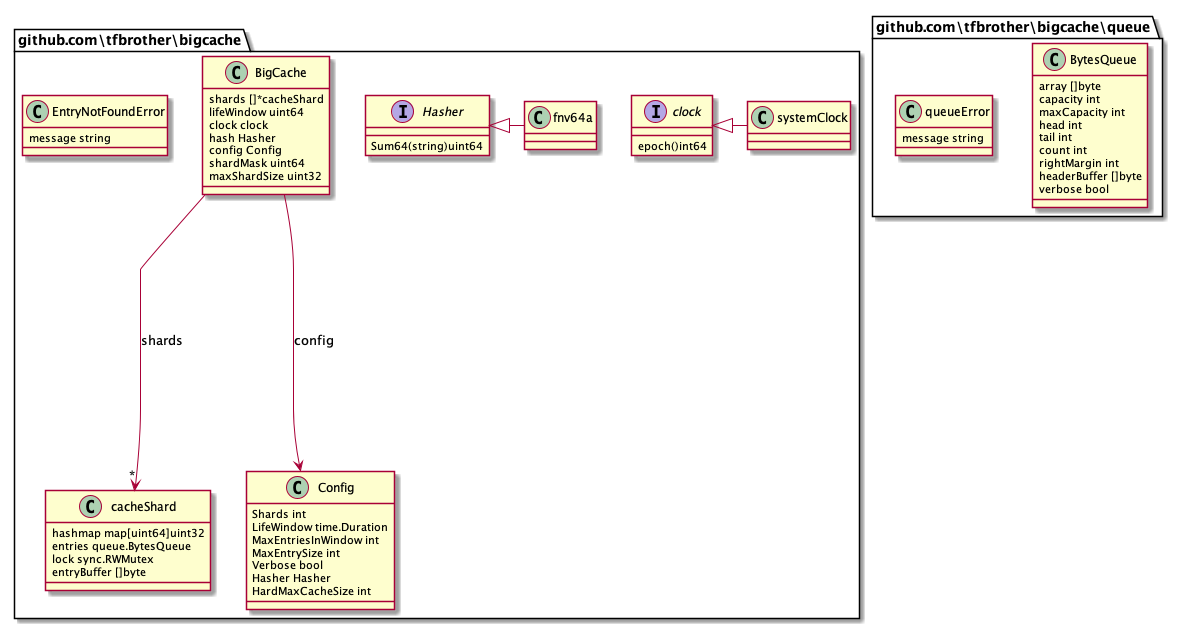 github.com\tfbrother\bigcache
C EntryNotFoundError
message string
C BigCache
shards []*cacheShard
lifeWindow uint64
clock clock
hash Hasher
config Config
shardMask uint64
maxShardSize uint32
I Hasher
Sum64(string)uint64
C fnv64a
I clock
epoch()int64
C systemClock
shards
config
*
C cacheShard
hashmap map[uint64]uint32
entries queue.BytesQueue
lock sync.RWMutex
entryBuffer []byte
C Config
Shards int
LifeWindow time.Duration
MaxEntriesInWindow int
MaxEntrySize int
Verbose bool
Hasher Hasher
HardMaxCacheSize int
github.com\tfbrother\bigcache\queue
C queueError
message string
C BytesQueue
array []byte
capacity int
maxCapacity int
head int
tail int
count int
rightMargin int
headerBuffer []byte
verbose bool